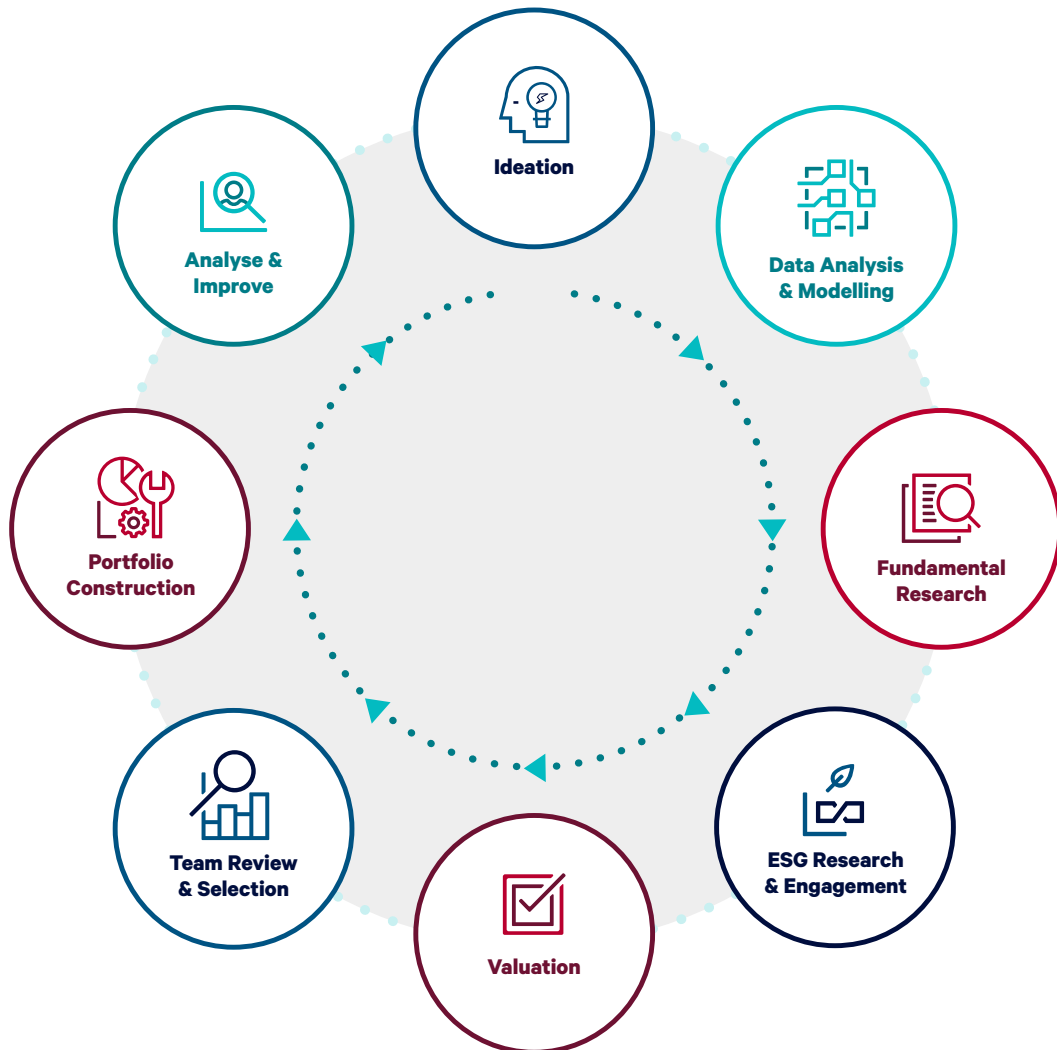 Ideation
Data Analysis
& Modelling
Fundamental
Research
ESG Research
& Engagement
Valuation
Team Review
& Selection
Portfolio
Construction
Analyse &
Improve